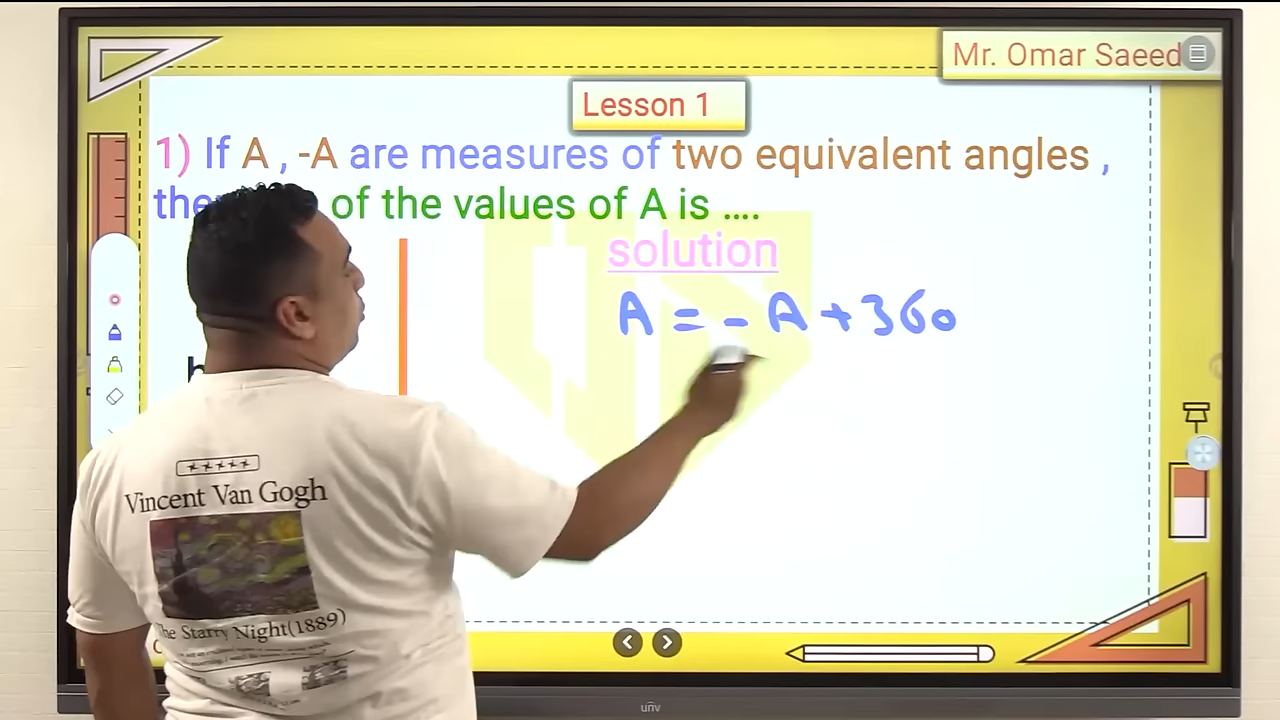 Mr. Omar Saeed
Lesson 1
1) If A , -A are measures of two equivalent angles ,
of the values of A is ....
solution
A = - A + 360
Vincent Van Gogh
The Starry Night(1889)
unv